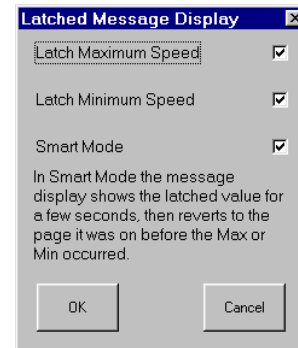 Latched Message Display
Latch Maximum Speed
Latch Minimum Speed
Smart Mode
In Smart Mode the message
display shows the latched value for
a few seconds, then reverts to the
page it was on before the Max or
Min occurred.
OK
Cancel